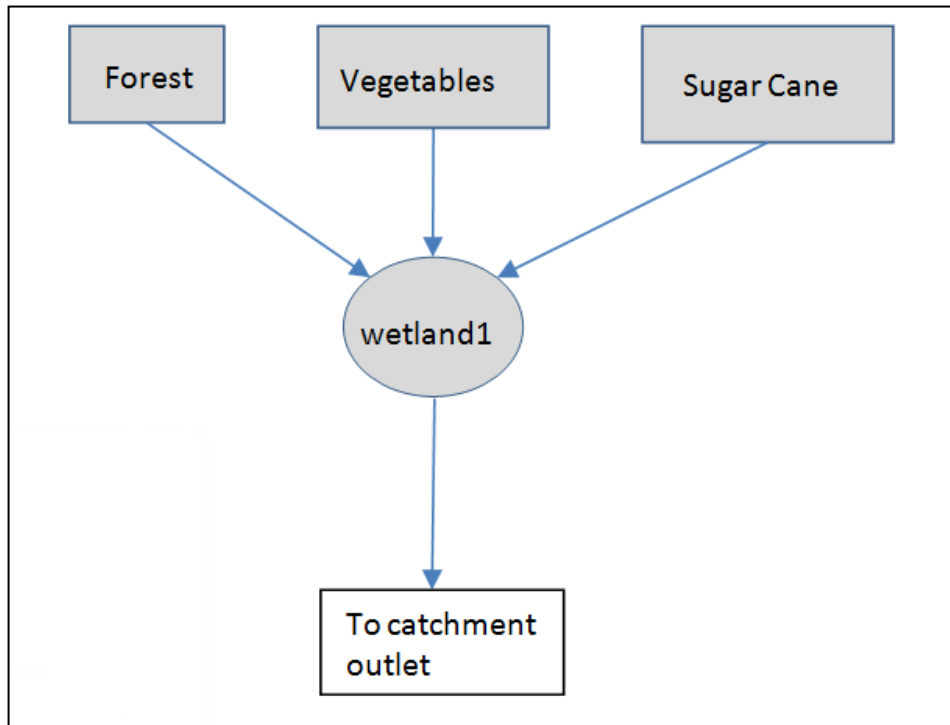 Forest
Vegetables
Sugar Cane
wetland1
To catchment
outlet